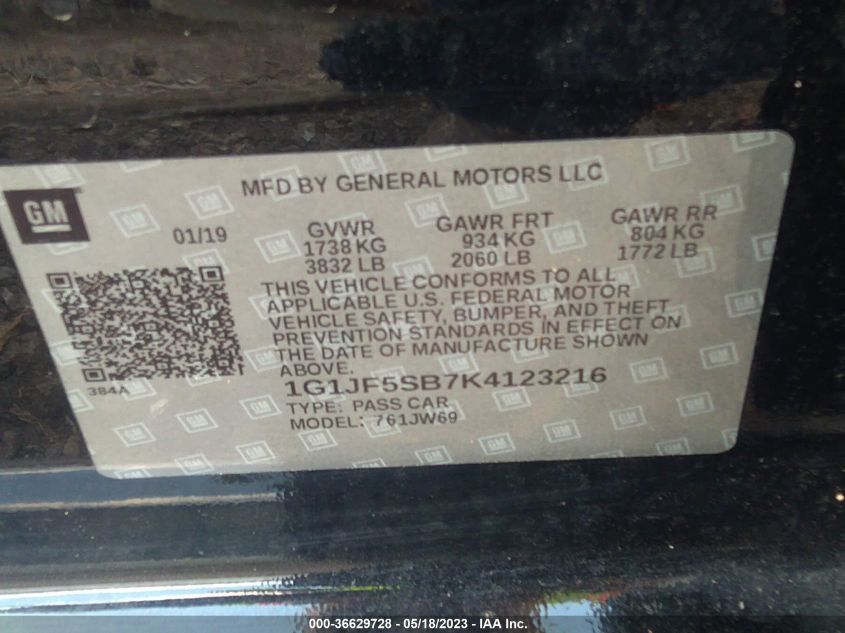 MFD BY GENERAL MOTORS LLC
GM
01/19 GVWR GAWR FRT GAWR RR
1738 KG 934 KG 804 KG
3832 LB 2060 LB 1772 LB
THIS VEHICLE CONFORMS TO ALL
APPLICABLE U.S. FEDERAL MOTOR
VEHICLE SAFETY, BUMPER, AND THEFT
PREVENTION STANDARDS IN EFFECT ON
THE DATE OF MANUFACTURE SHOWN
ABOVE.
384A
1G1JF5SB7K4123216
TYPE: PASS CAR
MODEL: 761JW69
000-36629728 - 05/18/2023 - IAA Inc.